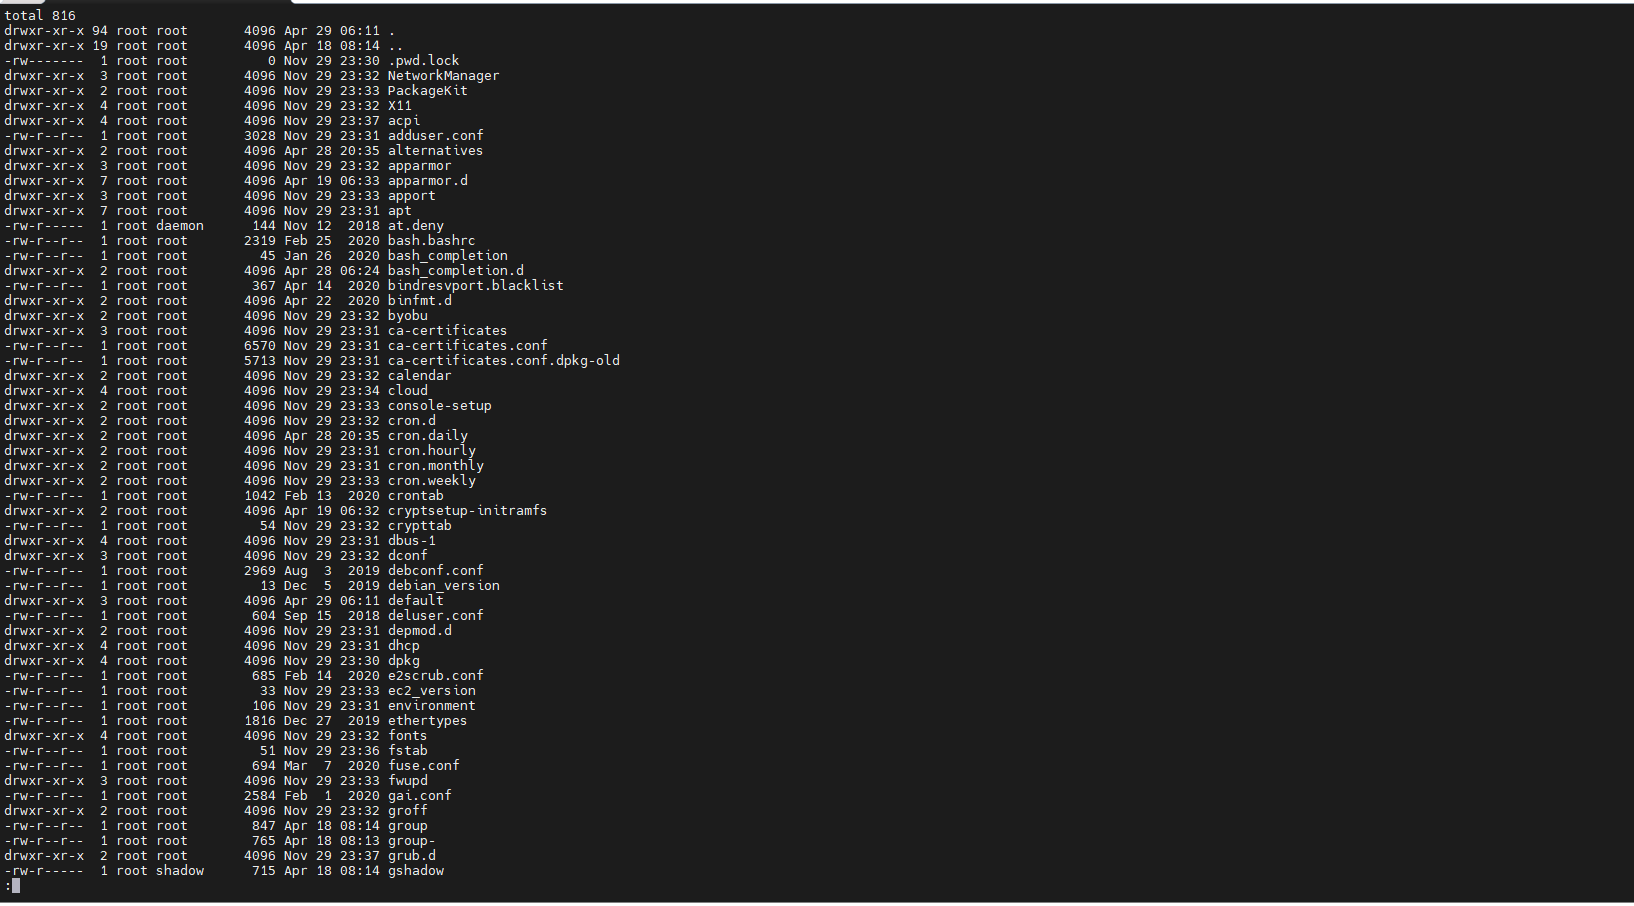 total 816
drwxr-xr-x 94 root root       4096 Apr 29 06:11 .
drwxr-xr-x 19 root root       4096 Apr 18 08:14 ..
-rw-------  1 root root          0 Nov 29 23:30 .pwd.lock
drwxr-xr-x  3 root root       4096 Nov 29 23:32 NetworkManager
drwxr-xr-x  2 root root       4096 Nov 29 23:33 PackageKit
drwxr-xr-x  4 root root       4096 Nov 29 23:32 X11
drwxr-xr-x  4 root root       4096 Nov 29 23:37 acpi
-rw-r--r--  1 root root       3028 Nov 29 23:31 adduser.conf
drwxr-xr-x  2 root root       4096 Apr 28 20:35 alternatives
drwxr-xr-x  3 root root       4096 Nov 29 23:32 apparmor
drwxr-xr-x  7 root root       4096 Apr 19 06:33 apparmor.d
drwxr-xr-x  3 root root       4096 Nov 29 23:33 apport
drwxr-xr-x  7 root root       4096 Nov 29 23:31 apt
-rw-r-----  1 root daemon      144 Nov 12  2018 at.deny
-rw-r--r--  1 root root       2319 Feb 25  2020 bash.bashrc
-rw-r--r--  1 root root         45 Jan 26  2020 bash_completion
drwxr-xr-x  2 root root       4096 Apr 28 06:24 bash_completion.d
-rw-r--r--  1 root root        367 Apr 14  2020 bindresvport.blacklist
drwxr-xr-x  2 root root       4096 Apr 22  2020 binfmt.d
drwxr-xr-x  2 root root       4096 Nov 29 23:32 byobu
drwxr-xr-x  3 root root       4096 Nov 29 23:31 ca-certificates
-rw-r--r--  1 root root       6570 Nov 29 23:31 ca-certificates.conf
-rw-r--r--  1 root root       5713 Nov 29 23:31 ca-certificates.conf.dpkg-old
drwxr-xr-x  2 root root       4096 Nov 29 23:32 calendar
drwxr-xr-x  4 root root       4096 Nov 29 23:34 cloud
drwxr-xr-x  2 root root       4096 Nov 29 23:33 console-setup
drwxr-xr-x  2 root root       4096 Nov 29 23:32 cron.d
drwxr-xr-x  2 root root       4096 Apr 28 20:35 cron.daily
drwxr-xr-x  2 root root       4096 Nov 29 23:31 cron.hourly
drwxr-xr-x  2 root root       4096 Nov 29 23:31 cron.monthly
drwxr-xr-x  2 root root       4096 Nov 29 23:33 cron.weekly
-rw-r--r--  1 root root       1042 Feb 13  2020 crontab
drwxr-xr-x  2 root root       4096 Apr 19 06:32 cryptsetup-initramfs
-rw-r--r--  1 root root         54 Nov 29 23:32 crypttab
drwxr-xr-x  4 root root       4096 Nov 29 23:31 dbus-1
drwxr-xr-x  3 root root       4096 Nov 29 23:32 dconf
-rw-r--r--  1 root root       2969 Aug  3  2019 debconf.conf
-rw-r--r--  1 root root         13 Dec  5  2019 debian_version
drwxr-xr-x  3 root root       4096 Apr 29 06:11 default
-rw-r--r--  1 root root        604 Sep 15  2018 deluser.conf
drwxr-xr-x  2 root root       4096 Nov 29 23:31 depmod.d
drwxr-xr-x  4 root root       4096 Nov 29 23:31 dhcp
drwxr-xr-x  4 root root       4096 Nov 29 23:30 dpkg
-rw-r--r--  1 root root        685 Feb 14  2020 e2scrub.conf
-rw-r--r--  1 root root         33 Nov 29 23:33 ec2_version
-rw-r--r--  1 root root        106 Nov 29 23:31 environment
-rw-r--r--  1 root root       1816 Dec 27  2019 ethertypes
drwxr-xr-x  4 root root       4096 Nov 29 23:32 fonts
-rw-r--r--  1 root root         51 Nov 29 23:36 fstab
-rw-r--r--  1 root root        694 Mar  7  2020 fuse.conf
drwxr-xr-x  3 root root       4096 Nov 29 23:33 fwupd
-rw-r--r--  1 root root       2584 Feb  1  2020 gai.conf
drwxr-xr-x  2 root root       4096 Nov 29 23:32 groff
-rw-r--r--  1 root root        847 Apr 18 08:14 group
-rw-r--r--  1 root root        765 Apr 18 08:13 group-
drwxr-xr-x  2 root root       4096 Nov 29 23:37 grub.d
-rw-r-----  1 root shadow      715 Apr 18 08:14 gshadow
: